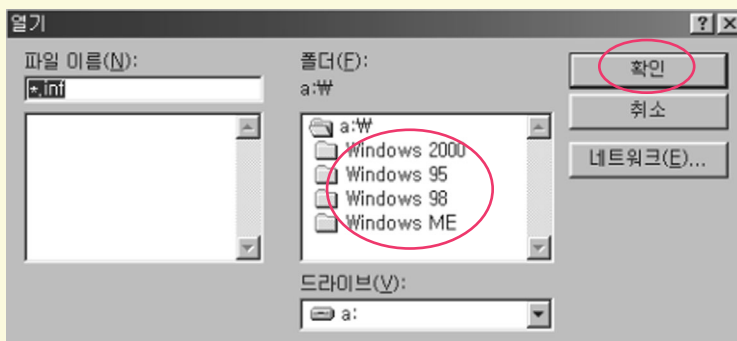 열기
파일 이름(N):
*.inf
폴더(F):
a:₩
a:₩
Windows 2000
Windows 95
Windows 98
Windows ME
드라이브(V):
a:
확인
취소
네트워크(E)...